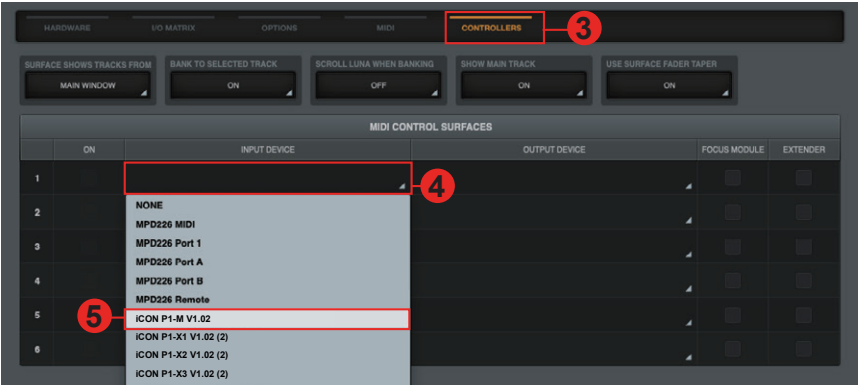 HARDWARE I/O MATRIX OPTIONS MIDI CONTROLLERS 3
SURFACE SHOWS TRACKS FROM BANK TO SELECTED TRACK SCROLL LUNA WHEN BANKING SHOW MAIN TRACK USE SURFACE FADER TAPER
MAIN WINDOW ON OFF ON ON
MIDI CONTROL SURFACES
ON INPUT DEVICE OUTPUT DEVICE FOCUS MODULE EXTENDER
1 4
NONE
2
MPD226 MIDI
3 MPD226 Port 1
MPD226 Port A
4 MPD226 Port B
MPD226 Remote
5 5 iCON P1-M V1.02
iCON P1-X1 V1.02 (2)
6 iCON P1-X2 V1.02 (2)
iCON P1-X3 V1.02 (2)